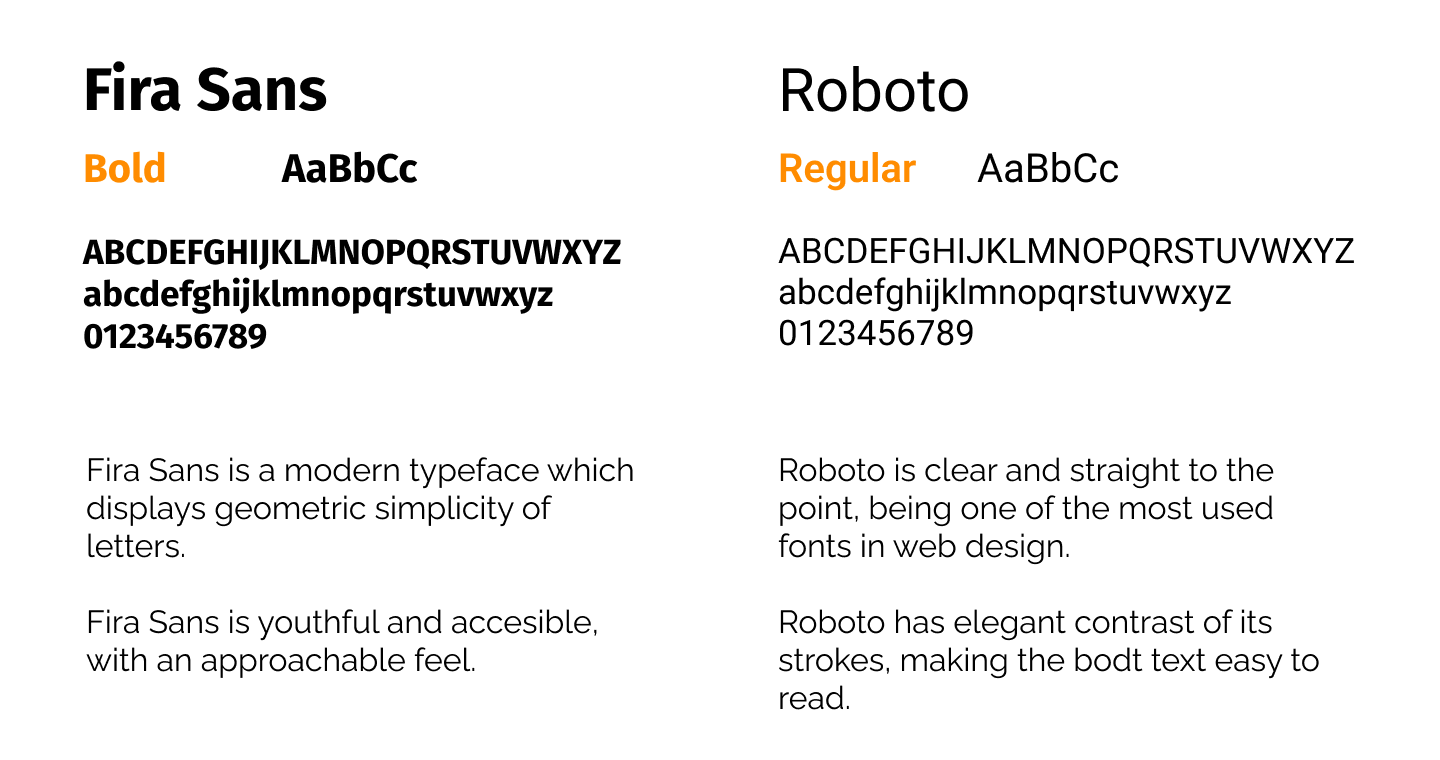 Fira Sans
Bold AaBbCc
ABCDEFGHIJKLMNOPQRSTUVWXYZ
abcdefghijklmnopqrstuvwxyz
0123456789
Fira Sans is a modern typeface which
displays geometric simplicity of
letters.
Fira Sans is youthful and accesible,
with an approachable feel.
Roboto
Regular AaBbCc
ABCDEFGHIJKLMNOPQRSTUVWXYZ
abcdefghijklmnopqrstuvwxyz
0123456789
Roboto is clear and straight to the
point, being one of the most used
fonts in web design.
Roboto has elegant contrast of its
strokes, making the bodt text easy to
read.